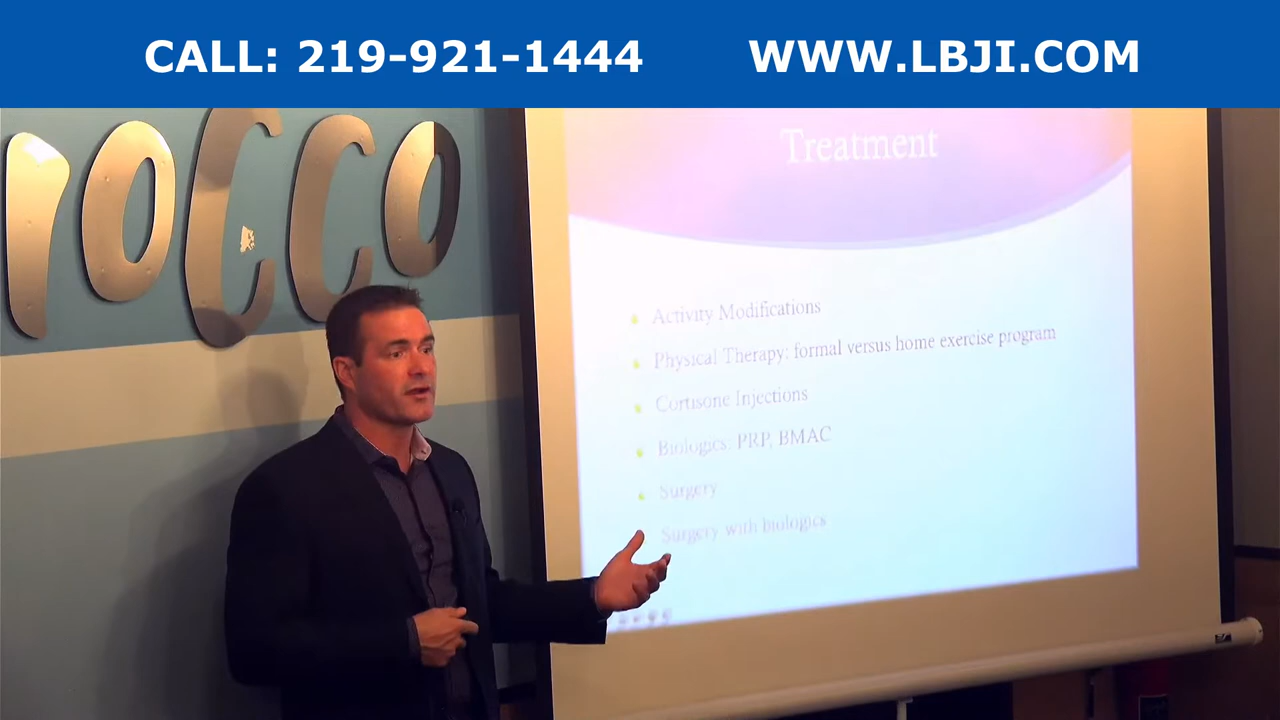 CALL: 219-921-1444 WWW.LBJI.COM
rocco
Treatment
Activity Modifications
Physical Therapy: formal versus home exercise program
Cortisone Injections
Biologics: PRP, BMAC
Surgery
Surgery with biologics